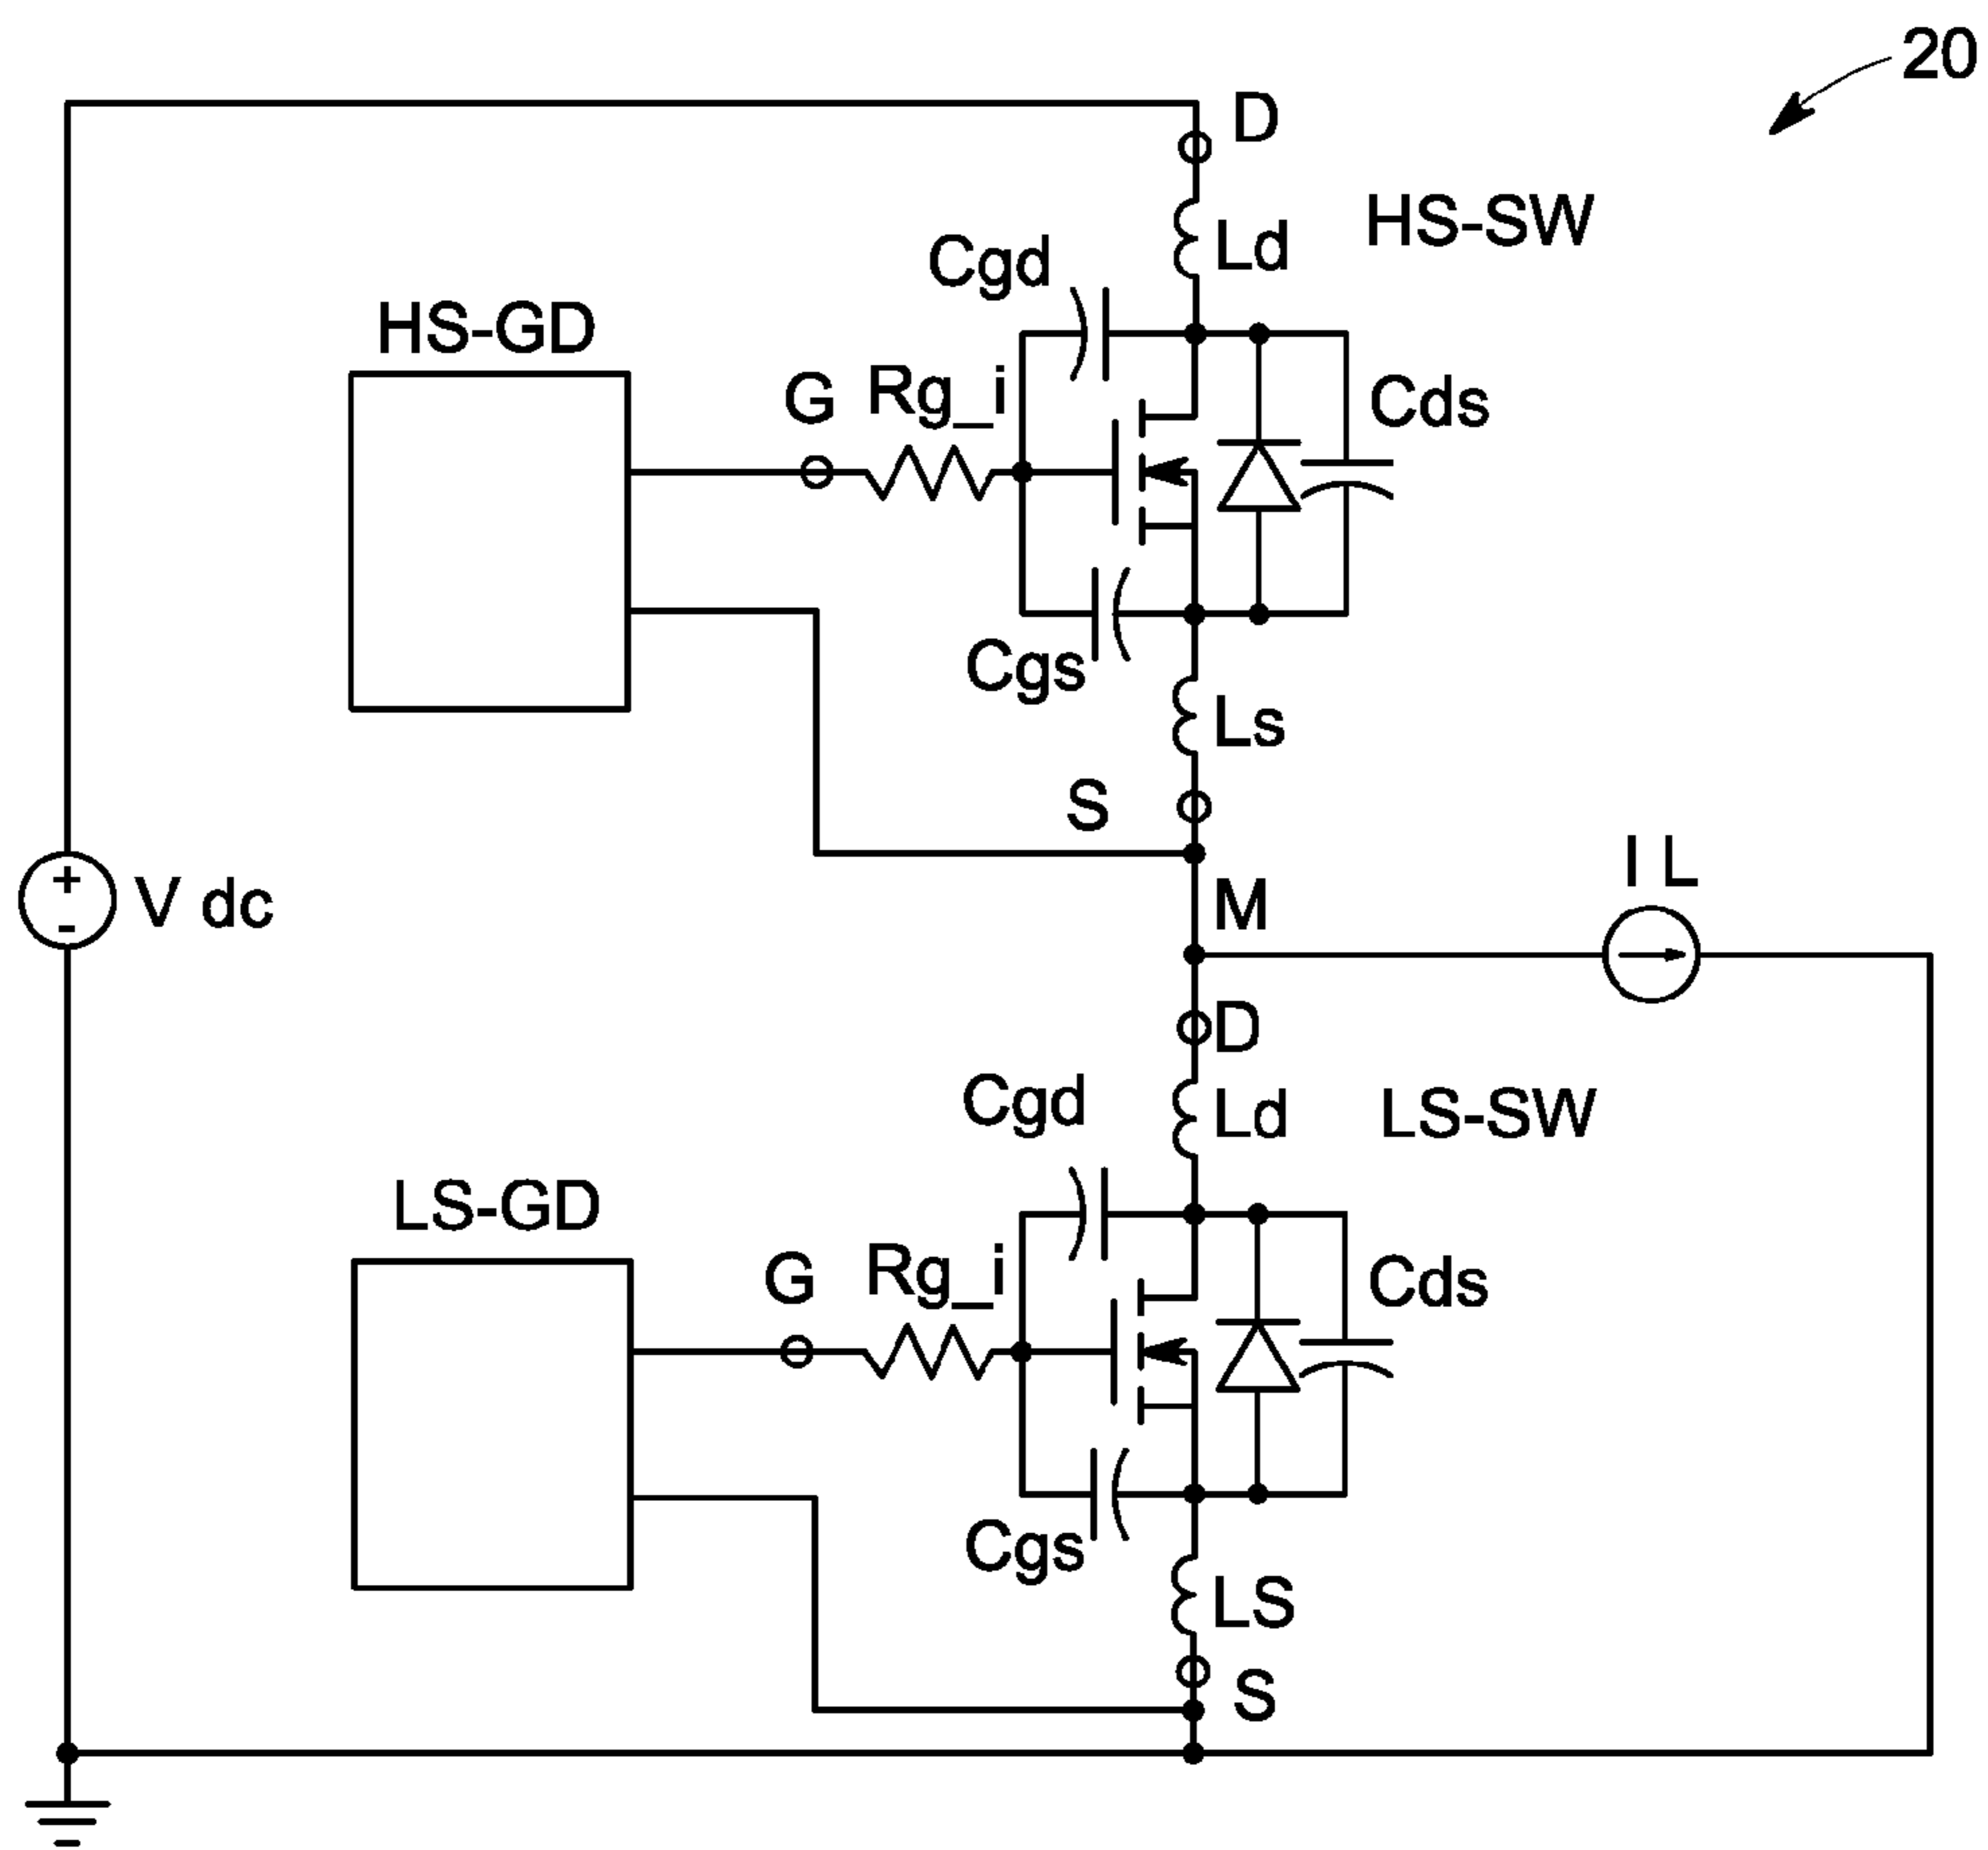 20
D
HS-SW
Ld
Cgd
HS-GD
G
Rg_i
Cds
Cgs
Ls
S
+
-
V dc
M
I L
D
Cgd
Ld
LS-SW
LS-GD
G
Rg_i
Cds
Cgs
LS
S